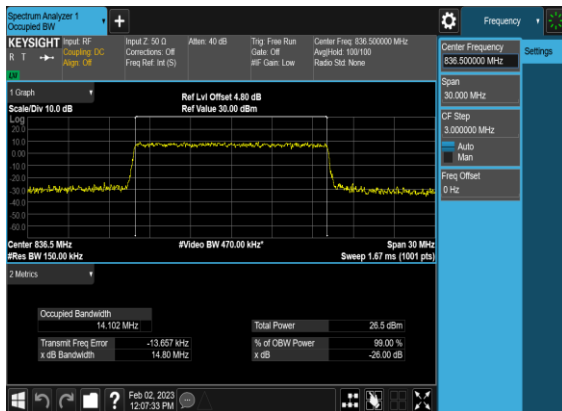 Spectrum Analyzer 1
Occupied BW
Frequency
KEYSIGHT
R T
LXI
Input: RF
Coupling: DC
Align: Off
Input Z: 50 Ω
Corrections: Off
Freq Ref: Int (S)
Atten: 40 dB
Trig: Free Run
Gate: Off
#IF Gain: Low
Center Freq: 836.500000 MHz
Avg|Hold: 100/100
Radio Std: None
Center Frequency
836.500000 MHz
Settings
Span
30.000 MHz
CF Step
3.000000 MHz
Auto
Man
Freq Offset
0 Hz
1 Graph
Scale/Div 10.0 dB
Ref Lvl Offset 4.80 dB
Ref Value 30.00 dBm
Log
20.0
10.0
0.00
-10.0
-20.0
-30.0
-40.0
-50.0
-60.0
Center 836.5 MHz
#Res BW 150.00 kHz
#Video BW 470.00 kHz*
Span 30 MHz
Sweep 1.67 ms (1001 pts)
2 Metrics
Occupied Bandwidth
14.102 MHz
Total Power 26.5 dBm
Transmit Freq Error -13.657 kHz
% of OBW Power 99.00 %
x dB Bandwidth 14.80 MHz
x dB -26.00 dB
?
Feb 02, 2023
12:07:33 PM